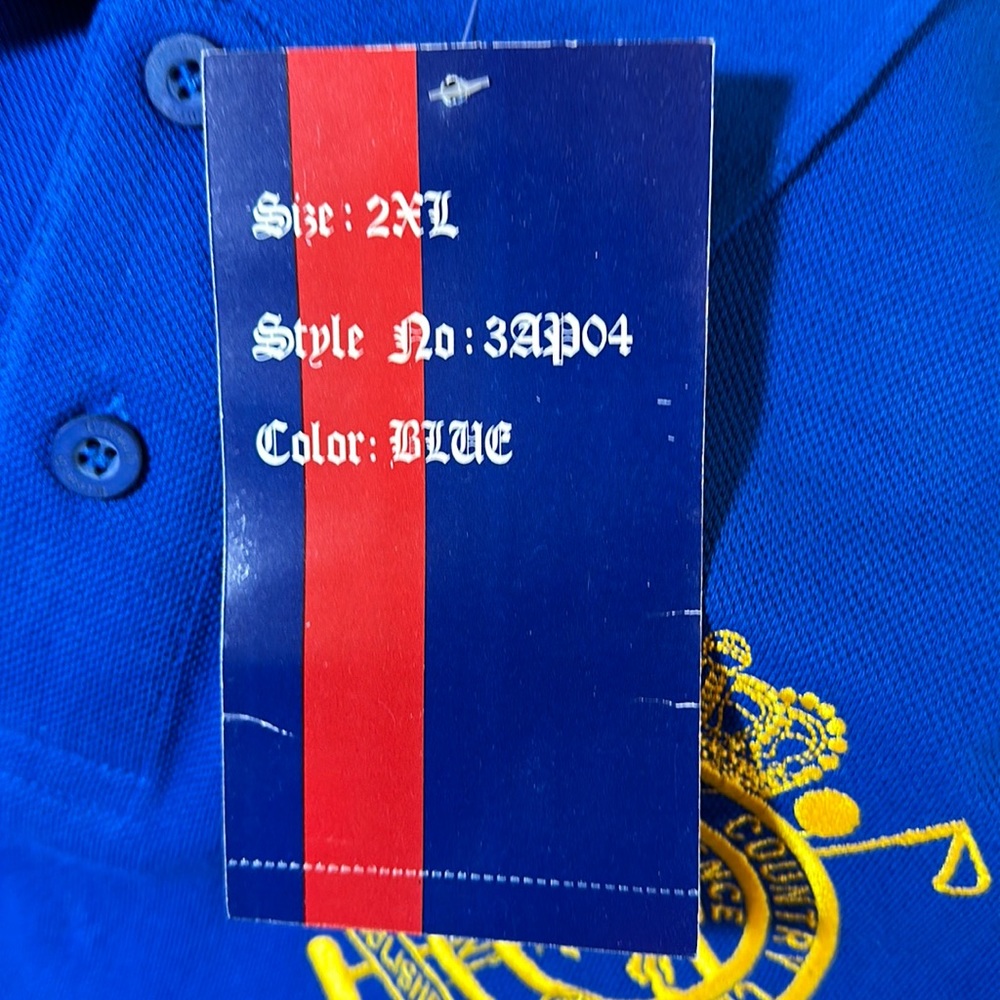 Size: 2XL
Style No: 3AP04
Color: BLUE
COUNTRY